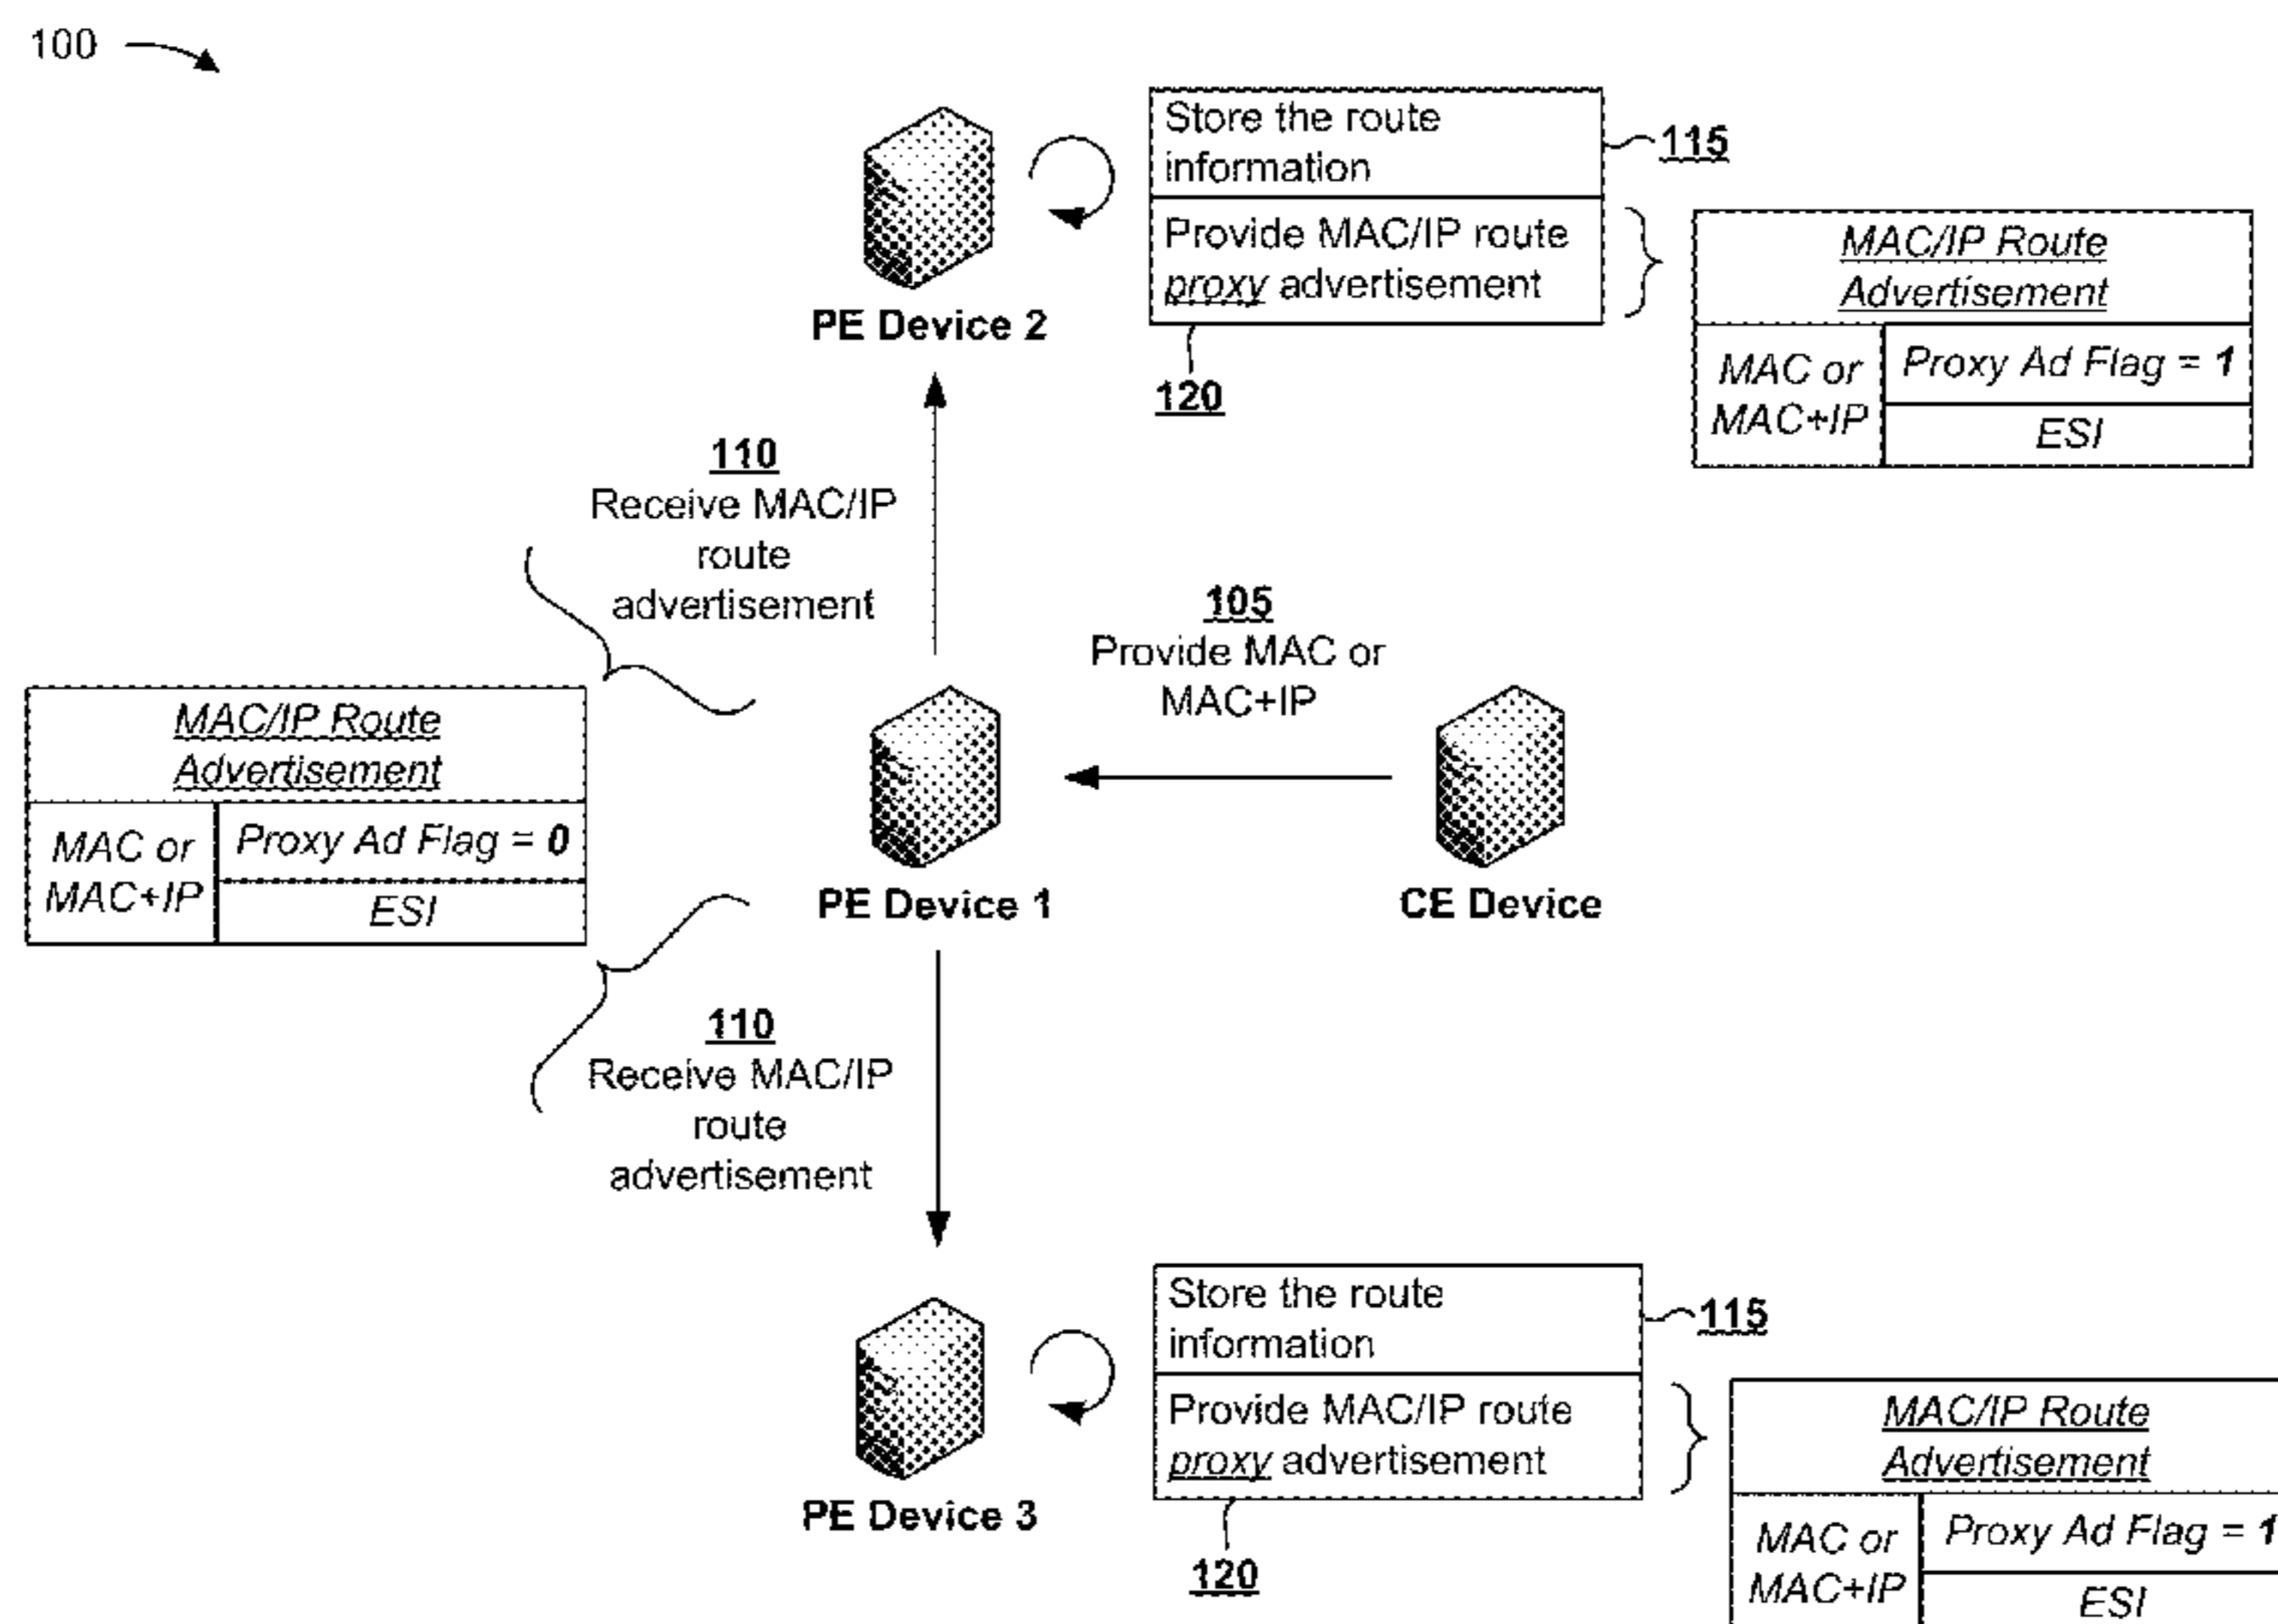 100
Store the route
information
115
Provide MAC/IP route
proxy advertisement
120
PE Device 2
MAC/IP Route
Advertisement
MAC or
MAC+IP
Proxy Ad Flag = 1
ESI
110
Receive MAC/IP
route
advertisement
105
Provide MAC or
MAC+IP
MAC/IP Route
Advertisement
MAC or
MAC+IP
Proxy Ad Flag = 0
ESI
PE Device 1
CE Device
110
Receive MAC/IP
route
advertisement
Store the route
information
115
Provide MAC/IP route
proxy advertisement
120
PE Device 3
MAC/IP Route
Advertisement
MAC or
MAC+IP
Proxy Ad Flag = 1
ESI